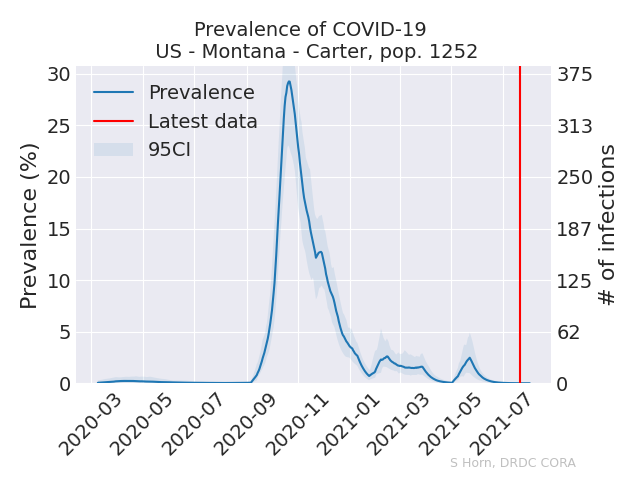 Prevalence of COVID-19
US - Montana - Carter, pop. 1252
Prevalence (%)
30
25
20
15
10
5
0
Prevalence
Latest data
95CI
375
313
250
187
125
62
0
# of infections
2020-03
2020-05
2020-07
2020-09
2020-11
2021-01
2021-03
2021-05
2021-07
S Horn, DRDC CORA